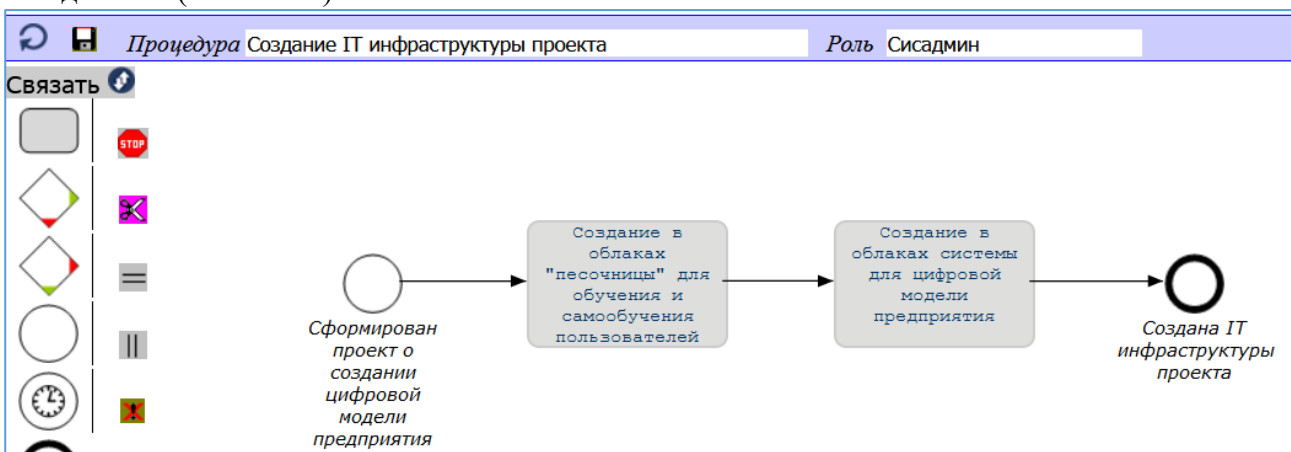 Процедура Создание IT инфраструктуры проекта Роль Сисадмин
Связать
STOP
Создание в
облаках
"песочницы" для
обучения и
самообучения
пользователей
Создание в
облаках системы
для цифровой
модели
предприятия
Сформирован
проект о
создании
цифровой
модели
предприятия
Создана IT
инфраструктуры
проекта